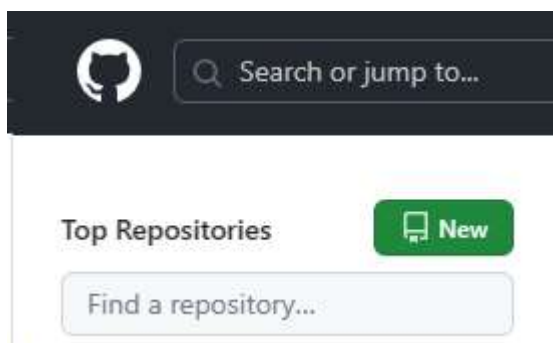 Search or jump to...
Top Repositories
New
Find a repository...